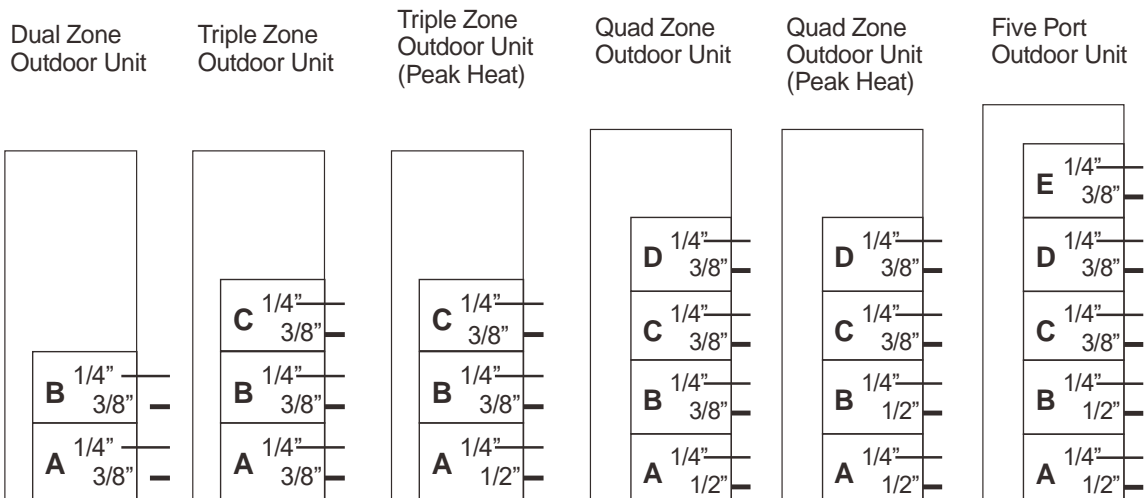 Dual Zone
Outdoor Unit
B 1/4”
3/8”
A 1/4”
3/8”
Triple Zone
Outdoor Unit
C 1/4”
3/8”
B 1/4”
3/8”
A 1/4”
3/8”
Triple Zone
Outdoor Unit
(Peak Heat)
C 1/4”
3/8”
B 1/4”
3/8”
A 1/4”
1/2”
Quad Zone
Outdoor Unit
D 1/4”
3/8”
C 1/4”
3/8”
B 1/4”
3/8”
A 1/4”
1/2”
Quad Zone
Outdoor Unit
(Peak Heat)
D 1/4”
3/8”
C 1/4”
3/8”
B 1/4”
1/2”
A 1/4”
1/2”
Five Port
Outdoor Unit
E 1/4”
3/8”
D 1/4”
3/8”
C 1/4”
3/8”
B 1/4”
1/2”
A 1/4”
1/2”